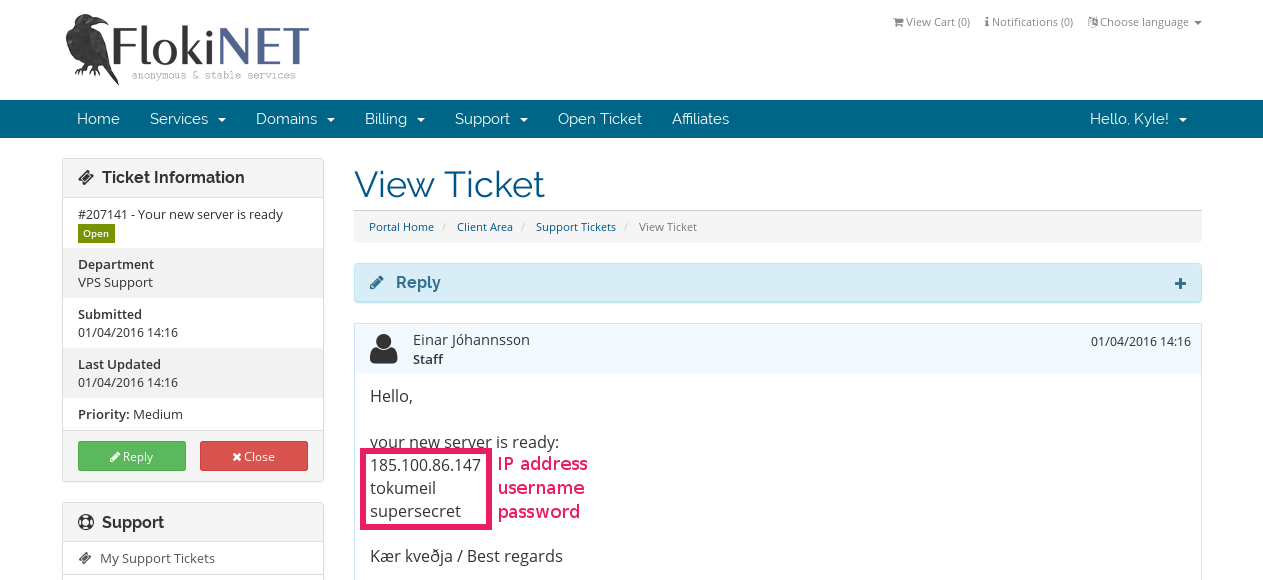 FlokiNET
anonymous & stable services
View Cart (0) Notifications (0) Choose language
Home Services Domains Billing Support Open Ticket Affiliates Hello, Kyle!
Ticket Information
#207141 - Your new server is ready
Open
Department
VPS Support
Submitted
01/04/2016 14:16
Last Updated
01/04/2016 14:16
Priority: Medium
Reply Close
Support
My Support Tickets
View Ticket
Portal Home / Client Area / Support Tickets / View Ticket
Reply
Einar Jóhannsson 01/04/2016 14:16
Staff
Hello,
your new server is ready:
185.100.86.147 IP address
tokumeil username
supersecret password
Kær kveðja / Best regards